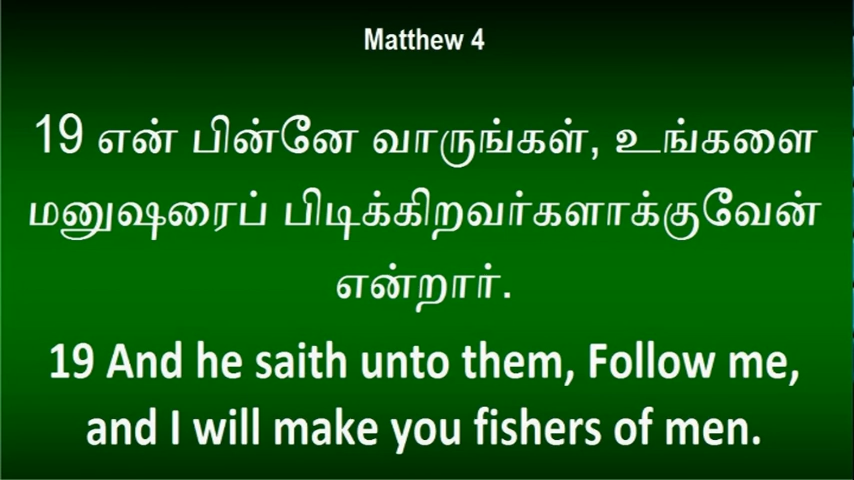 Matthew 4
19 என் பின்னே வாருங்கள், உங்களை
மனுஷரைப் பிடிக்கிறவர்களாக்குவேன்
என்றார்.
19 And he saith unto them, Follow me,
and I will make you fishers of men.